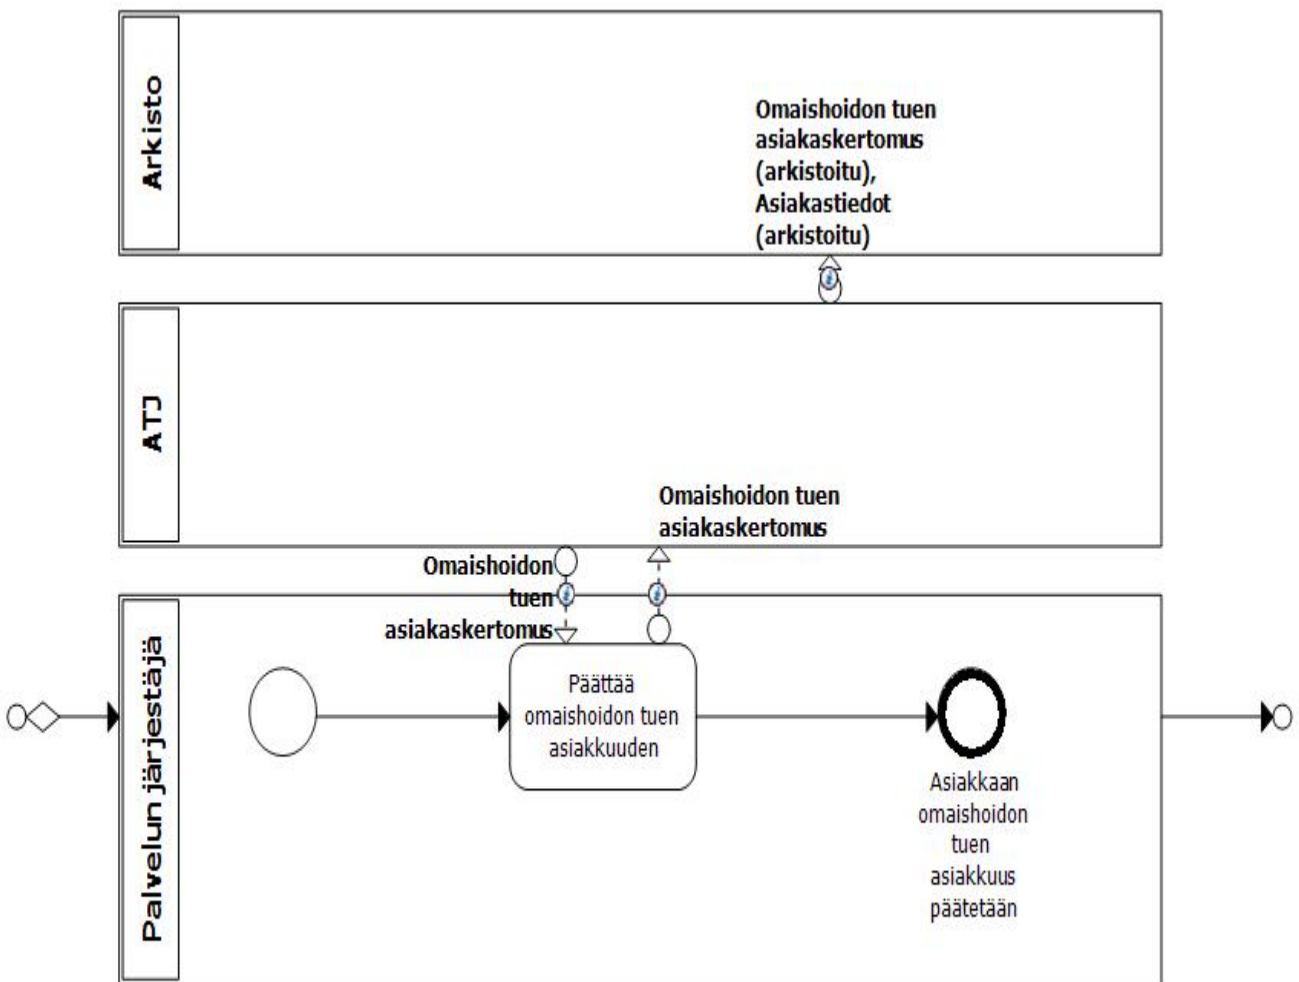 Arkisto
Omaishoidon tuen
asiakaskertomus
(arkistoitu),
Asiakastiedot
(arkistoitu)
ATJ
Omaishoidon tuen
asiakaskertomus
Omaishoidon
tuen
asiakaskertomus
Palvelun järjestäjä
Päättää
omaishoidon tuen
asiakkuuden
Asiakkaan
omaishoidon
tuen
asiakkuus
päätetään